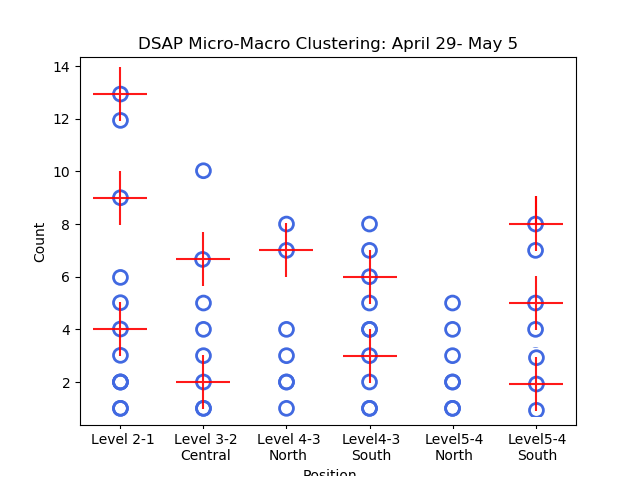 DSAP Micro-Macro Clustering: April 29- May 5
14
12
10
8
6
4
2
Count
Level 2-1
Level 3-2
Central
Level 4-3
North
Level4-3
South
Level5-4
North
Level5-4
South
Position